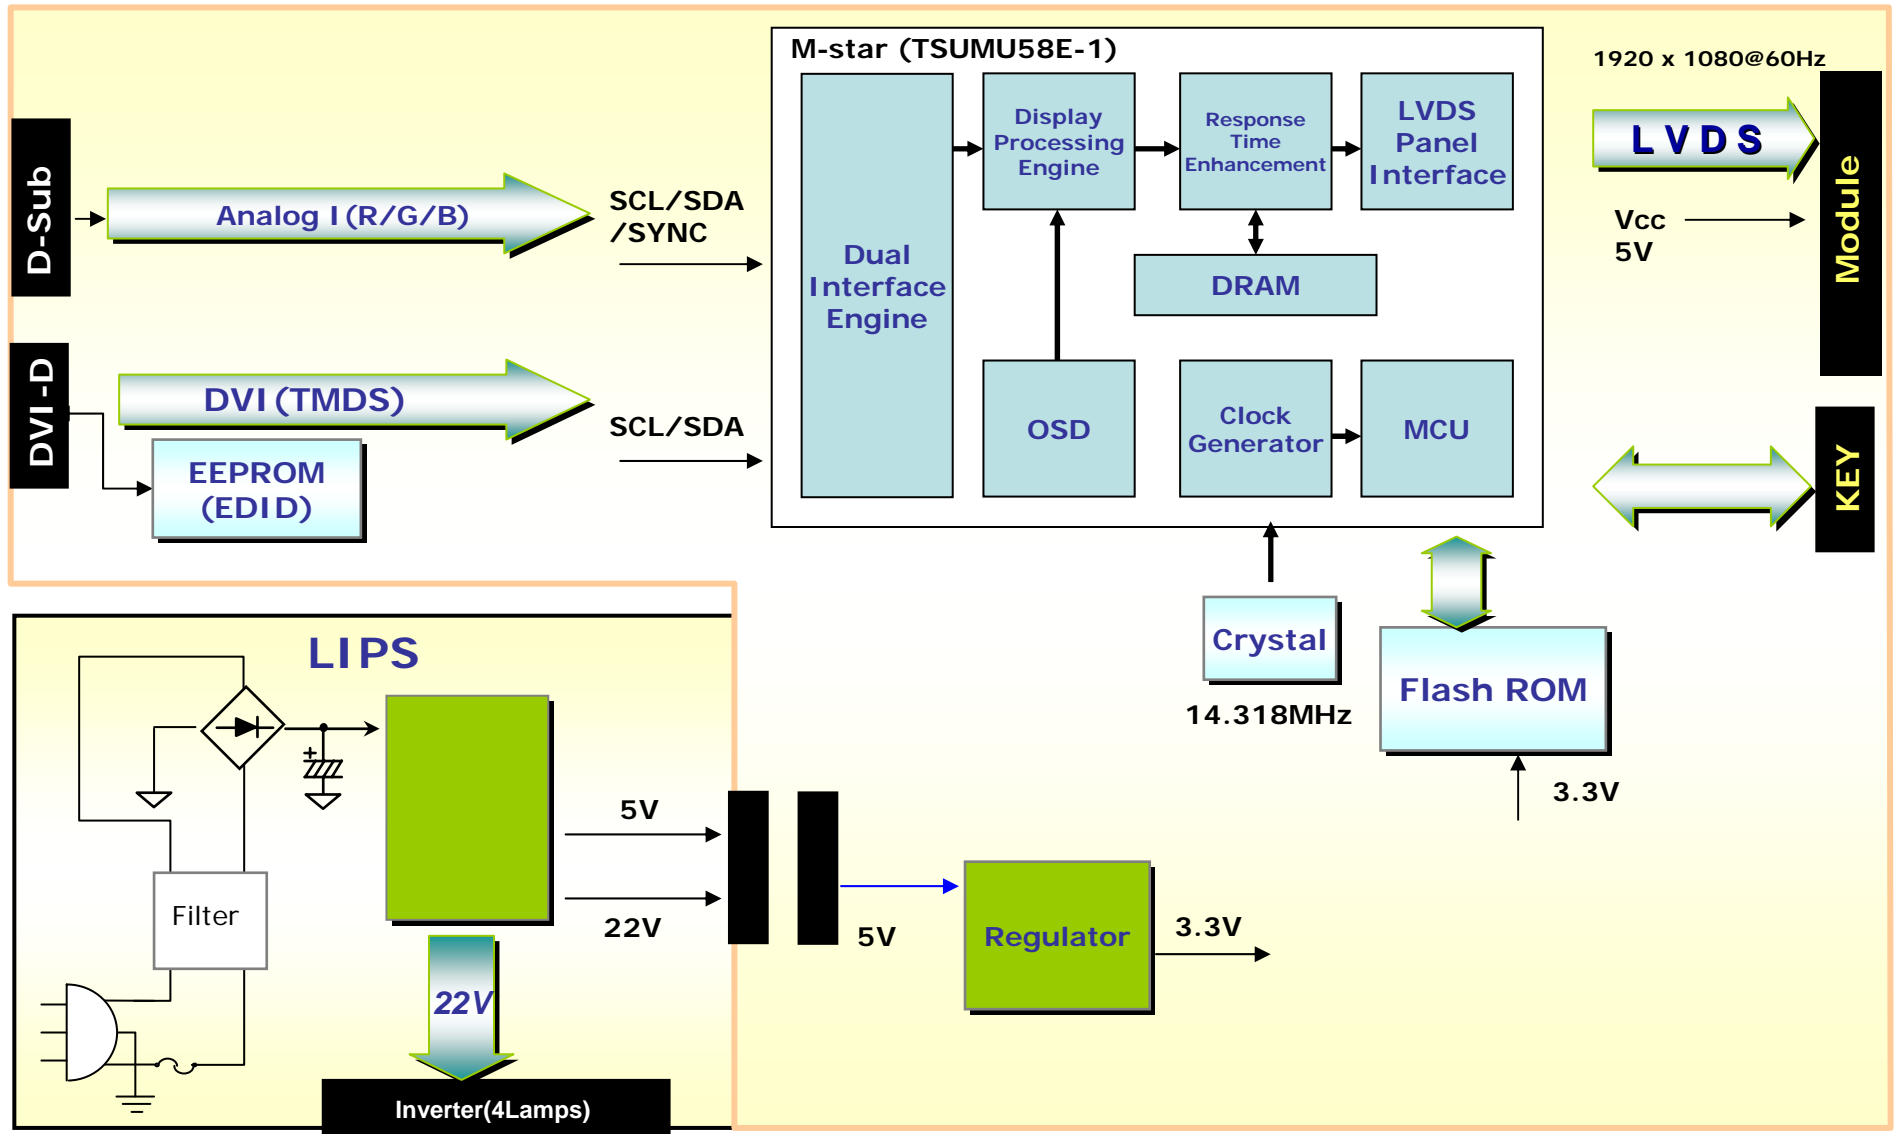 M-star (TSUMU58E-1)
1920 x 1080@60Hz
D-Sub
Analog I (R/G/B)
SCL/SDA
/SYNC
Dual
Interface
Engine
Display
Processing
Engine
Response
Time
Enhancement
LVDS
Panel
Interface
DRAM
OSD
Clock
Generator
MCU
LVDS
Vcc
5V
Module
DVI-D
DVI (TMDS)
SCL/SDA
EEPROM
(EDID)
KEY
Crystal
14.318MHz
Flash ROM
3.3V
LIPS
+
Filter
5V
22V
22V
Inverter(4Lamps)
5V
Regulator
3.3V